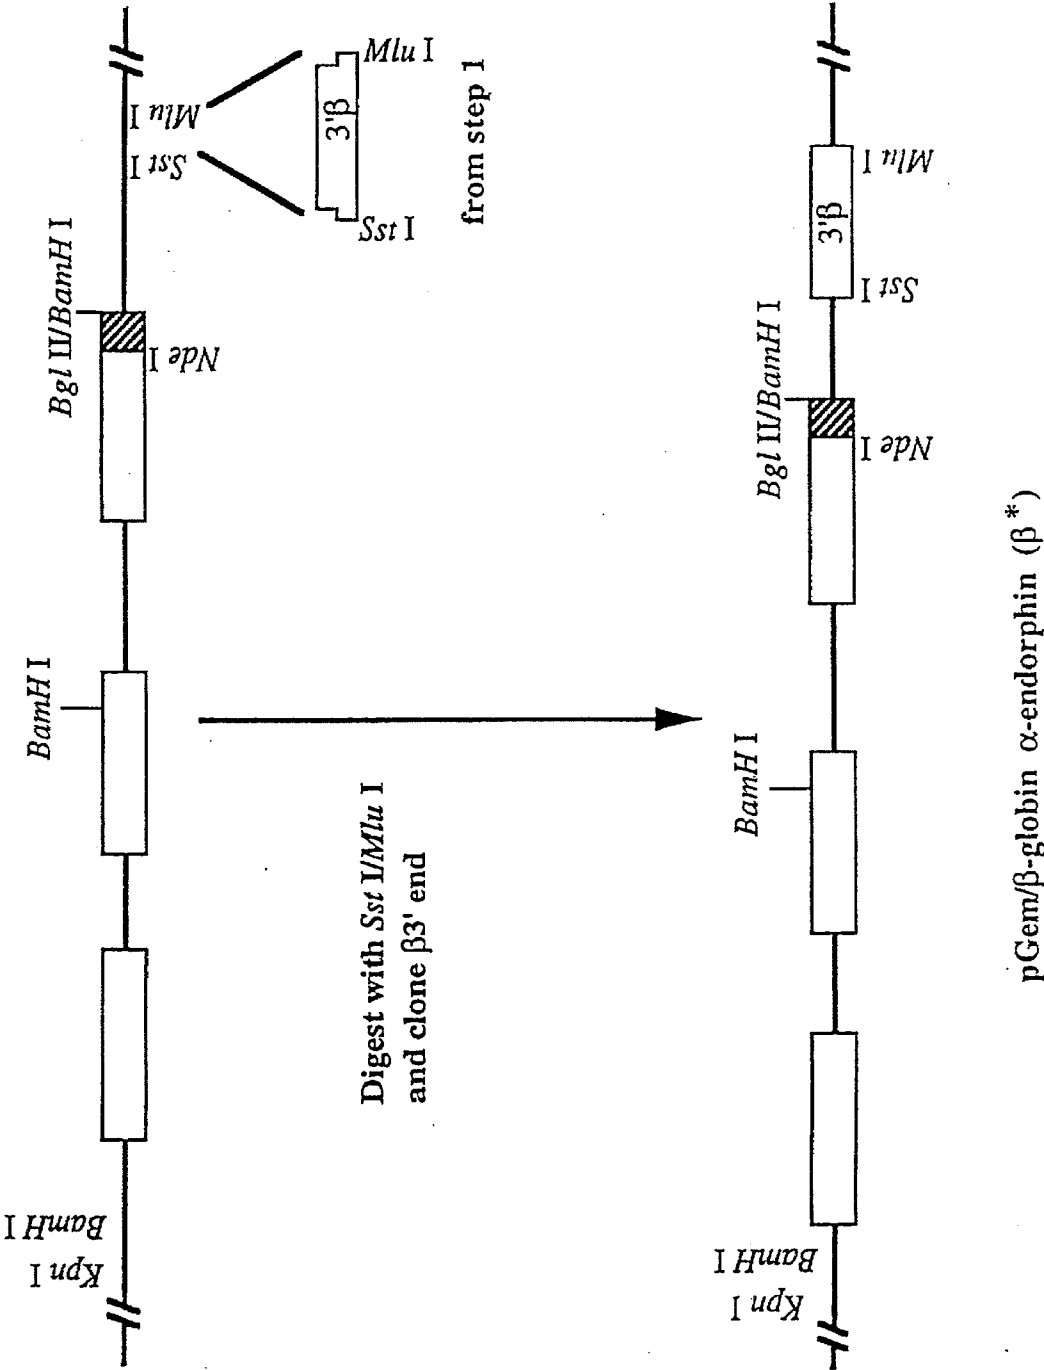 Kpn I
BamH I
BamH I
Bgl II/BamH I
Nde I
Sst I
Mlu I
3'β
Sst I
Mlu I
from step 1
Digest with Sst I/Mlu I
and clone β3' end
Kpn I
BamH I
BamH I
Bgl II/BamH I
Nde I
Sst I
3'β
Mlu I
pGem/β-globin α-endorphin (β*)